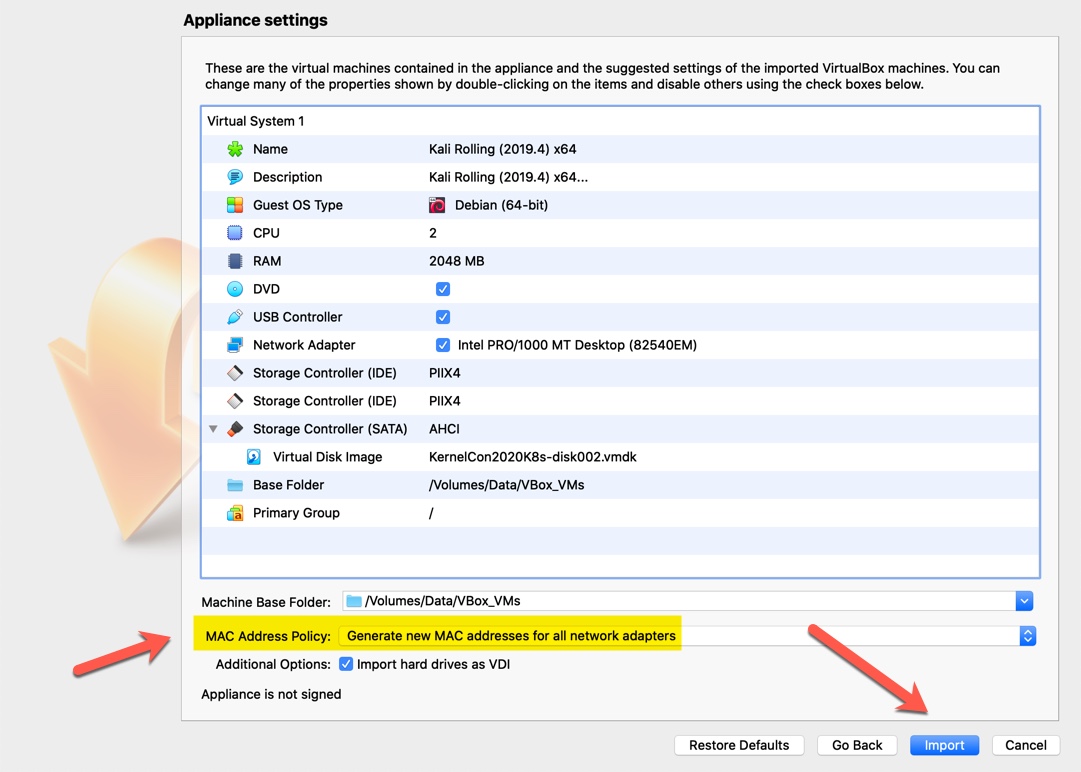 Appliance settings
These are the virtual machines contained in the appliance and the suggested settings of the imported VirtualBox machines. You can
change many of the properties shown by double-clicking on the items and disable others using the check boxes below.
Virtual System 1
Name Kali Rolling (2019.4) x64
Description Kali Rolling (2019.4) x64...
Guest OS Type Debian (64-bit)
CPU 2
RAM 2048 MB
DVD
USB Controller
Network Adapter Intel PRO/1000 MT Desktop (82540EM)
Storage Controller (IDE) PIIX4
Storage Controller (IDE) PIIX4
Storage Controller (SATA) AHCI
Virtual Disk Image KernelCon2020K8s-disk002.vmdk
Base Folder /Volumes/Data/VBox_VMs
Primary Group /
Machine Base Folder: /Volumes/Data/VBox_VMs
MAC Address Policy: Generate new MAC addresses for all network adapters
Additional Options: Import hard drives as VDI
Appliance is not signed
Restore Defaults Go Back Import Cancel